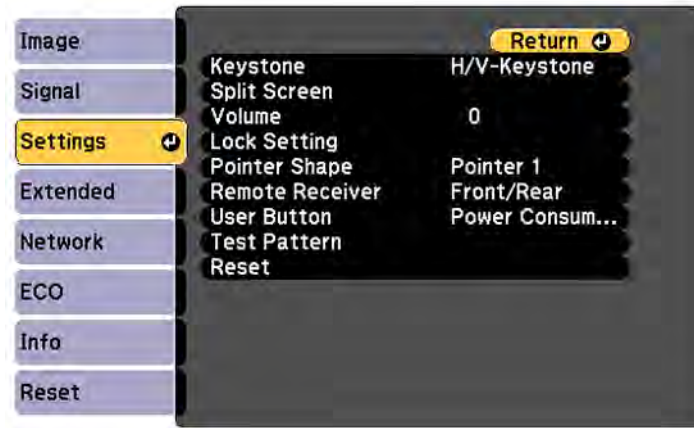 Image
Signal
Settings
Extended
Network
ECO
Info
Reset
Return
Keystone H/V-Keystone
Split Screen
Volume 0
Lock Setting
Pointer Shape Pointer 1
Remote Receiver Front/Rear
User Button Power Consum...
Test Pattern
Reset